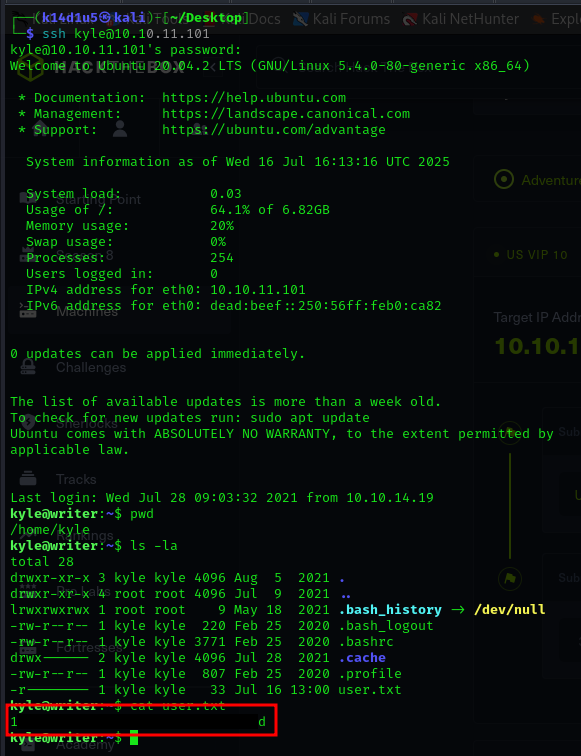 Docs Kali Forums Kali NetHunter Explo
(k14d1u5㉿kali)-[~/Desktop]
$ ssh kyle@10.10.11.101
kyle@10.10.11.101's password:
Welcome to Ubuntu 20.04.2 LTS (GNU/Linux 5.4.0-80-generic x86_64)
HACKTHEBOX
* Documentation: https://help.ubuntu.com
* Management: https://landscape.canonical.com
* Support: https://ubuntu.com/advantage
System information as of Wed 16 Jul 16:13:16 UTC 2025
Adventur
System load: 0.03
Starting Point
Usage of /: 64.1% of 6.82GB
Memory usage: 20%
Swap usage: 0%
Processes: 254
• US VIP 10
Users logged in: 0
IPv4 address for eth0: 10.10.11.101
IPv6 address for eth0: dead:beef::250:56ff:feb0:ca82
Machines
Target IP Addr
10.10.1
0 updates can be applied immediately.
Challenges
The list of available updates is more than a week old.
To check for new updates run: sudo apt update
Sherlocks
Ubuntu comes with ABSOLUTELY NO WARRANTY, to the extent permitted by
applicable law.
Tracks
Last login: Wed Jul 28 09:03:32 2021 from 10.10.14.19
kyle@writer:~$ pwd
/home/kyle
Rankings
kyle@writer:~$ ls -la
total 28
drwxr-xr-x 3 kyle kyle 4096 Aug 5 2021 .
drwxr-xr-x 4 root root 4096 Jul 9 2021 ..
lrwxrwxrwx 1 root root 9 May 18 2021 .bash_history -> /dev/null
-rw-r--r-- 1 kyle kyle 220 Feb 25 2020 .bash_logout
-rw-r--r-- 1 kyle kyle 3771 Feb 25 2020 .bashrc
Fortresses
drwx------ 2 kyle kyle 4096 Jul 28 2021 .cache
-rw-r--r-- 1 kyle kyle 807 Feb 25 2020 .profile
-r-------- 1 kyle kyle 33 Jul 16 13:00 user.txt
kyle@writer:~$ cat user.txt
1 d
kyle@writer:~$
Academy